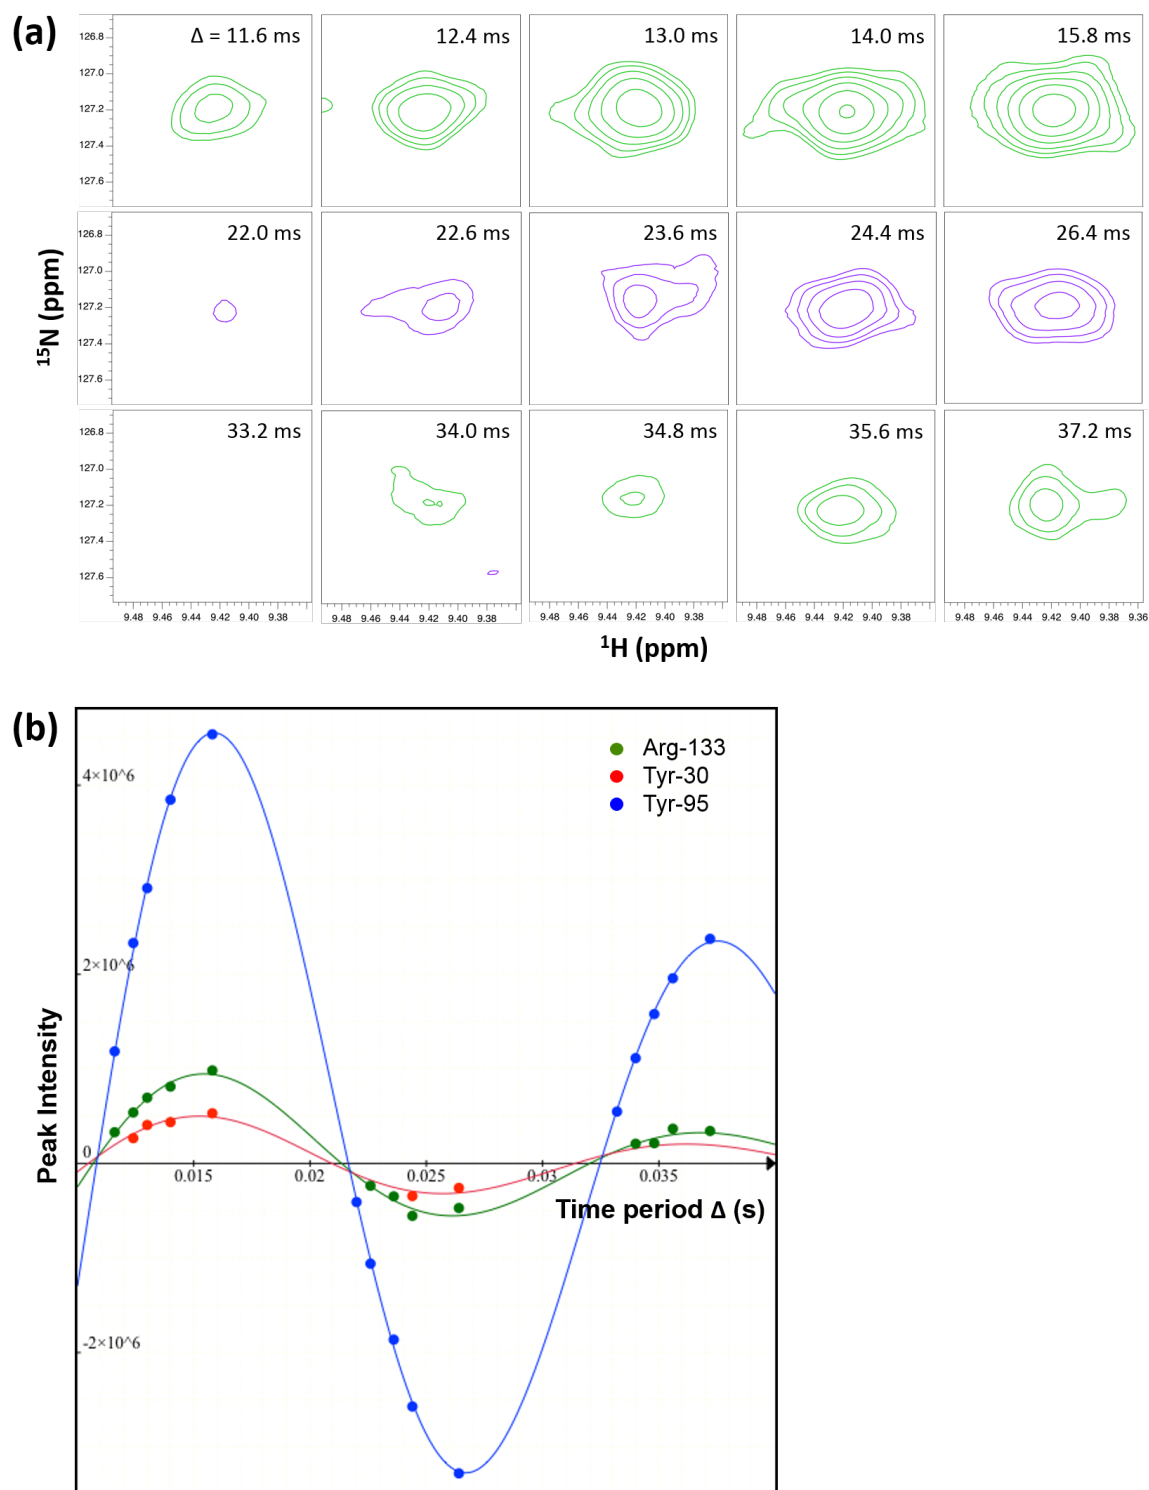 (a)
Δ = 11.6 ms 12.4 ms 13.0 ms 14.0 ms 15.8 ms
126.8
127.0
127.2
127.4
127.6
22.0 ms 22.6 ms 23.6 ms 24.4 ms 26.4 ms
126.8
127.0
127.2
127.4
127.6
15N (ppm)
33.2 ms 34.0 ms 34.8 ms 35.6 ms 37.2 ms
126.8
127.0
127.2
127.4
127.6
9.48 9.46 9.44 9.42 9.40 9.38 9.48 9.46 9.44 9.42 9.40 9.38 9.48 9.46 9.44 9.42 9.40 9.38 9.48 9.46 9.44 9.42 9.40 9.38 9.48 9.46 9.44 9.42 9.40 9.38 9.36
1H (ppm)
(b)
Arg-133
Tyr-30
Tyr-95
4×10^6
2×10^6
0
-2×10^6
Peak Intensity
0.015 0.02 0.025 0.03 0.035
Time period Δ (s)